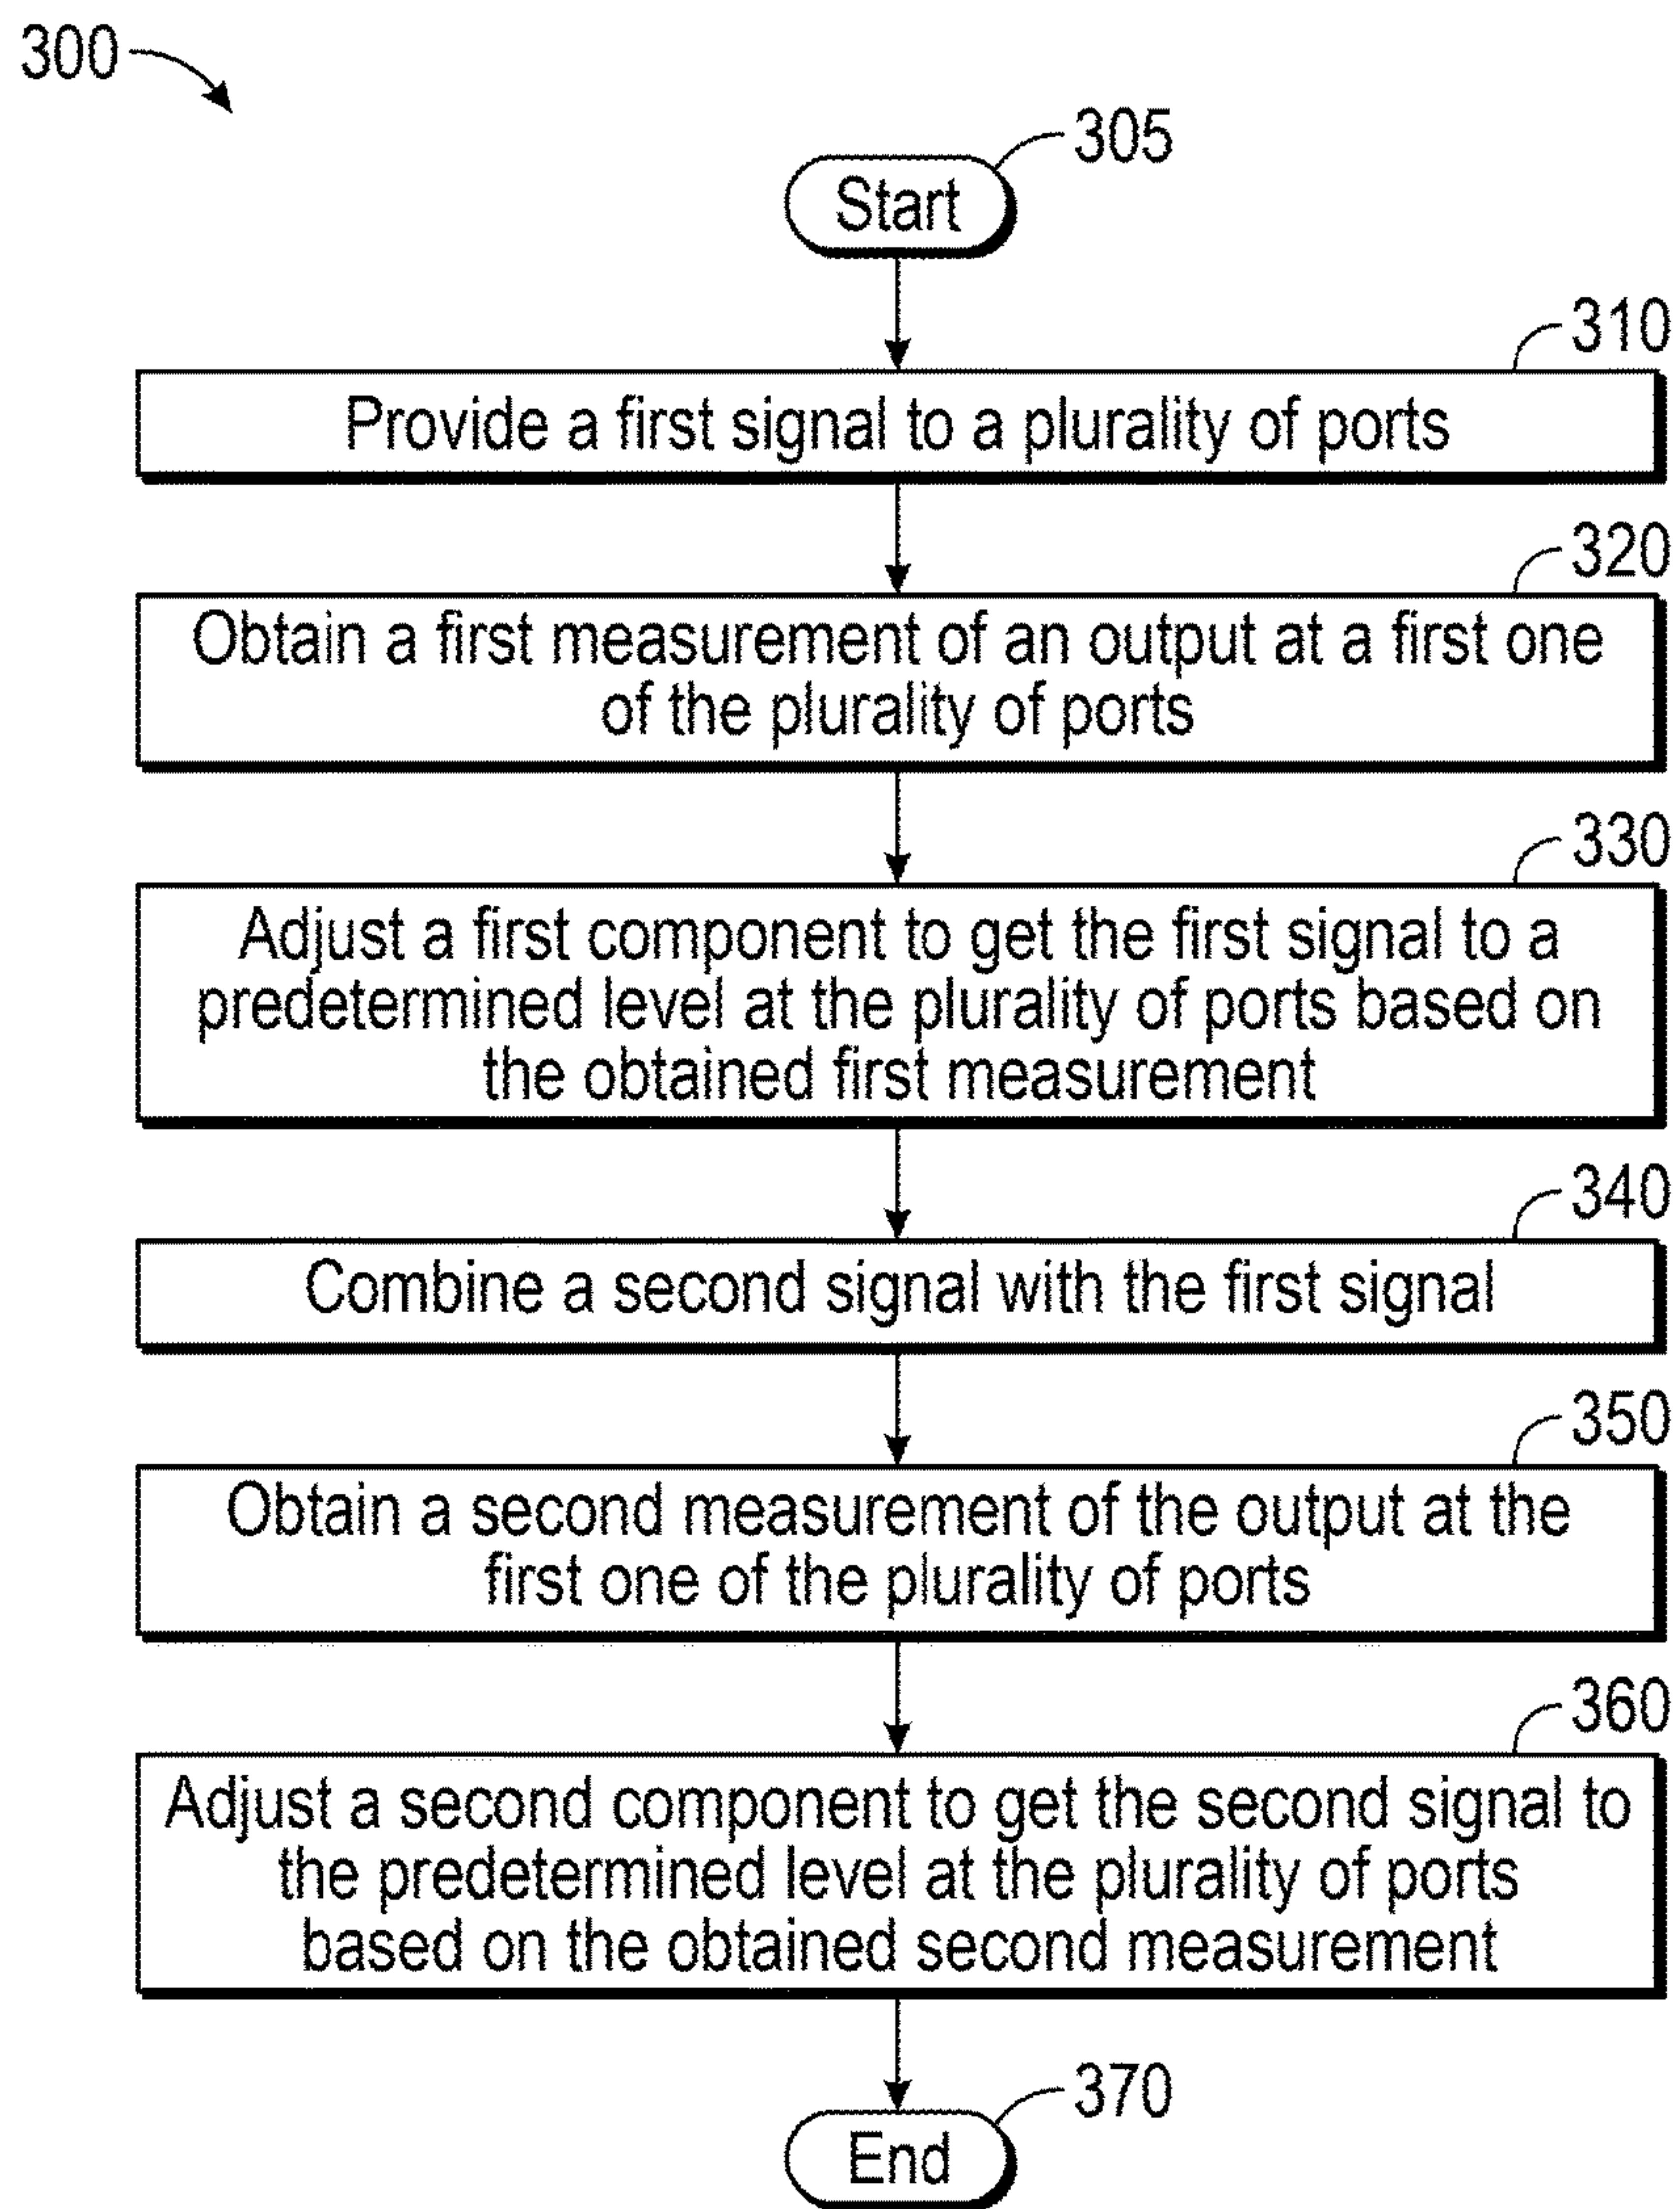 300
305
Start
310
Provide a first signal to a plurality of ports
320
Obtain a first measurement of an output at a first one
of the plurality of ports
330
Adjust a first component to get the first signal to a
predetermined level at the plurality of ports based on
the obtained first measurement
340
Combine a second signal with the first signal
350
Obtain a second measurement of the output at the
first one of the plurality of ports
360
Adjust a second component to get the second signal to
the predetermined level at the plurality of ports
based on the obtained second measurement
370
End